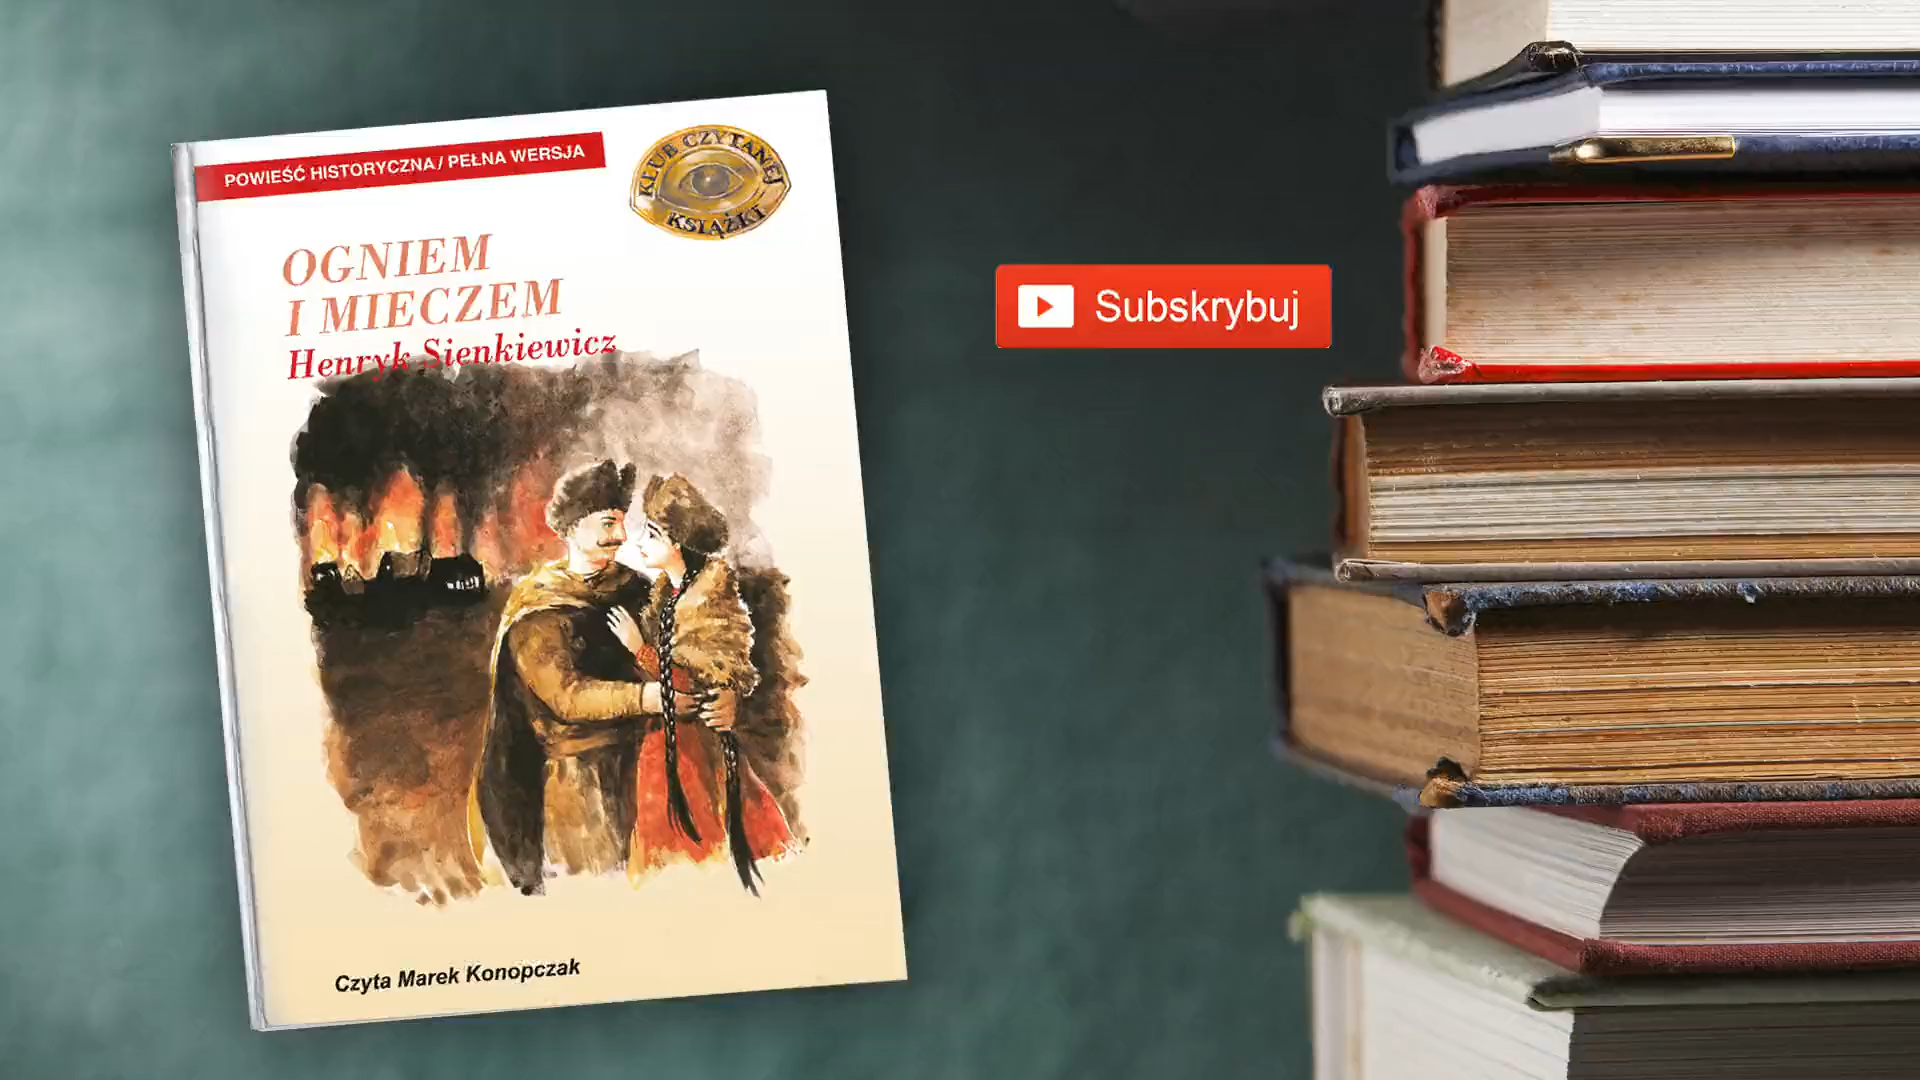 POWIEŚĆ HISTORYCZNA / PEŁNA WERSJA
KLUB CZYTANEJ
KSIĄŻKI
OGNIEM
I MIECZEM
Henryk Sienkiewicz
Subskrybuj
Czyta Marek Konopczak